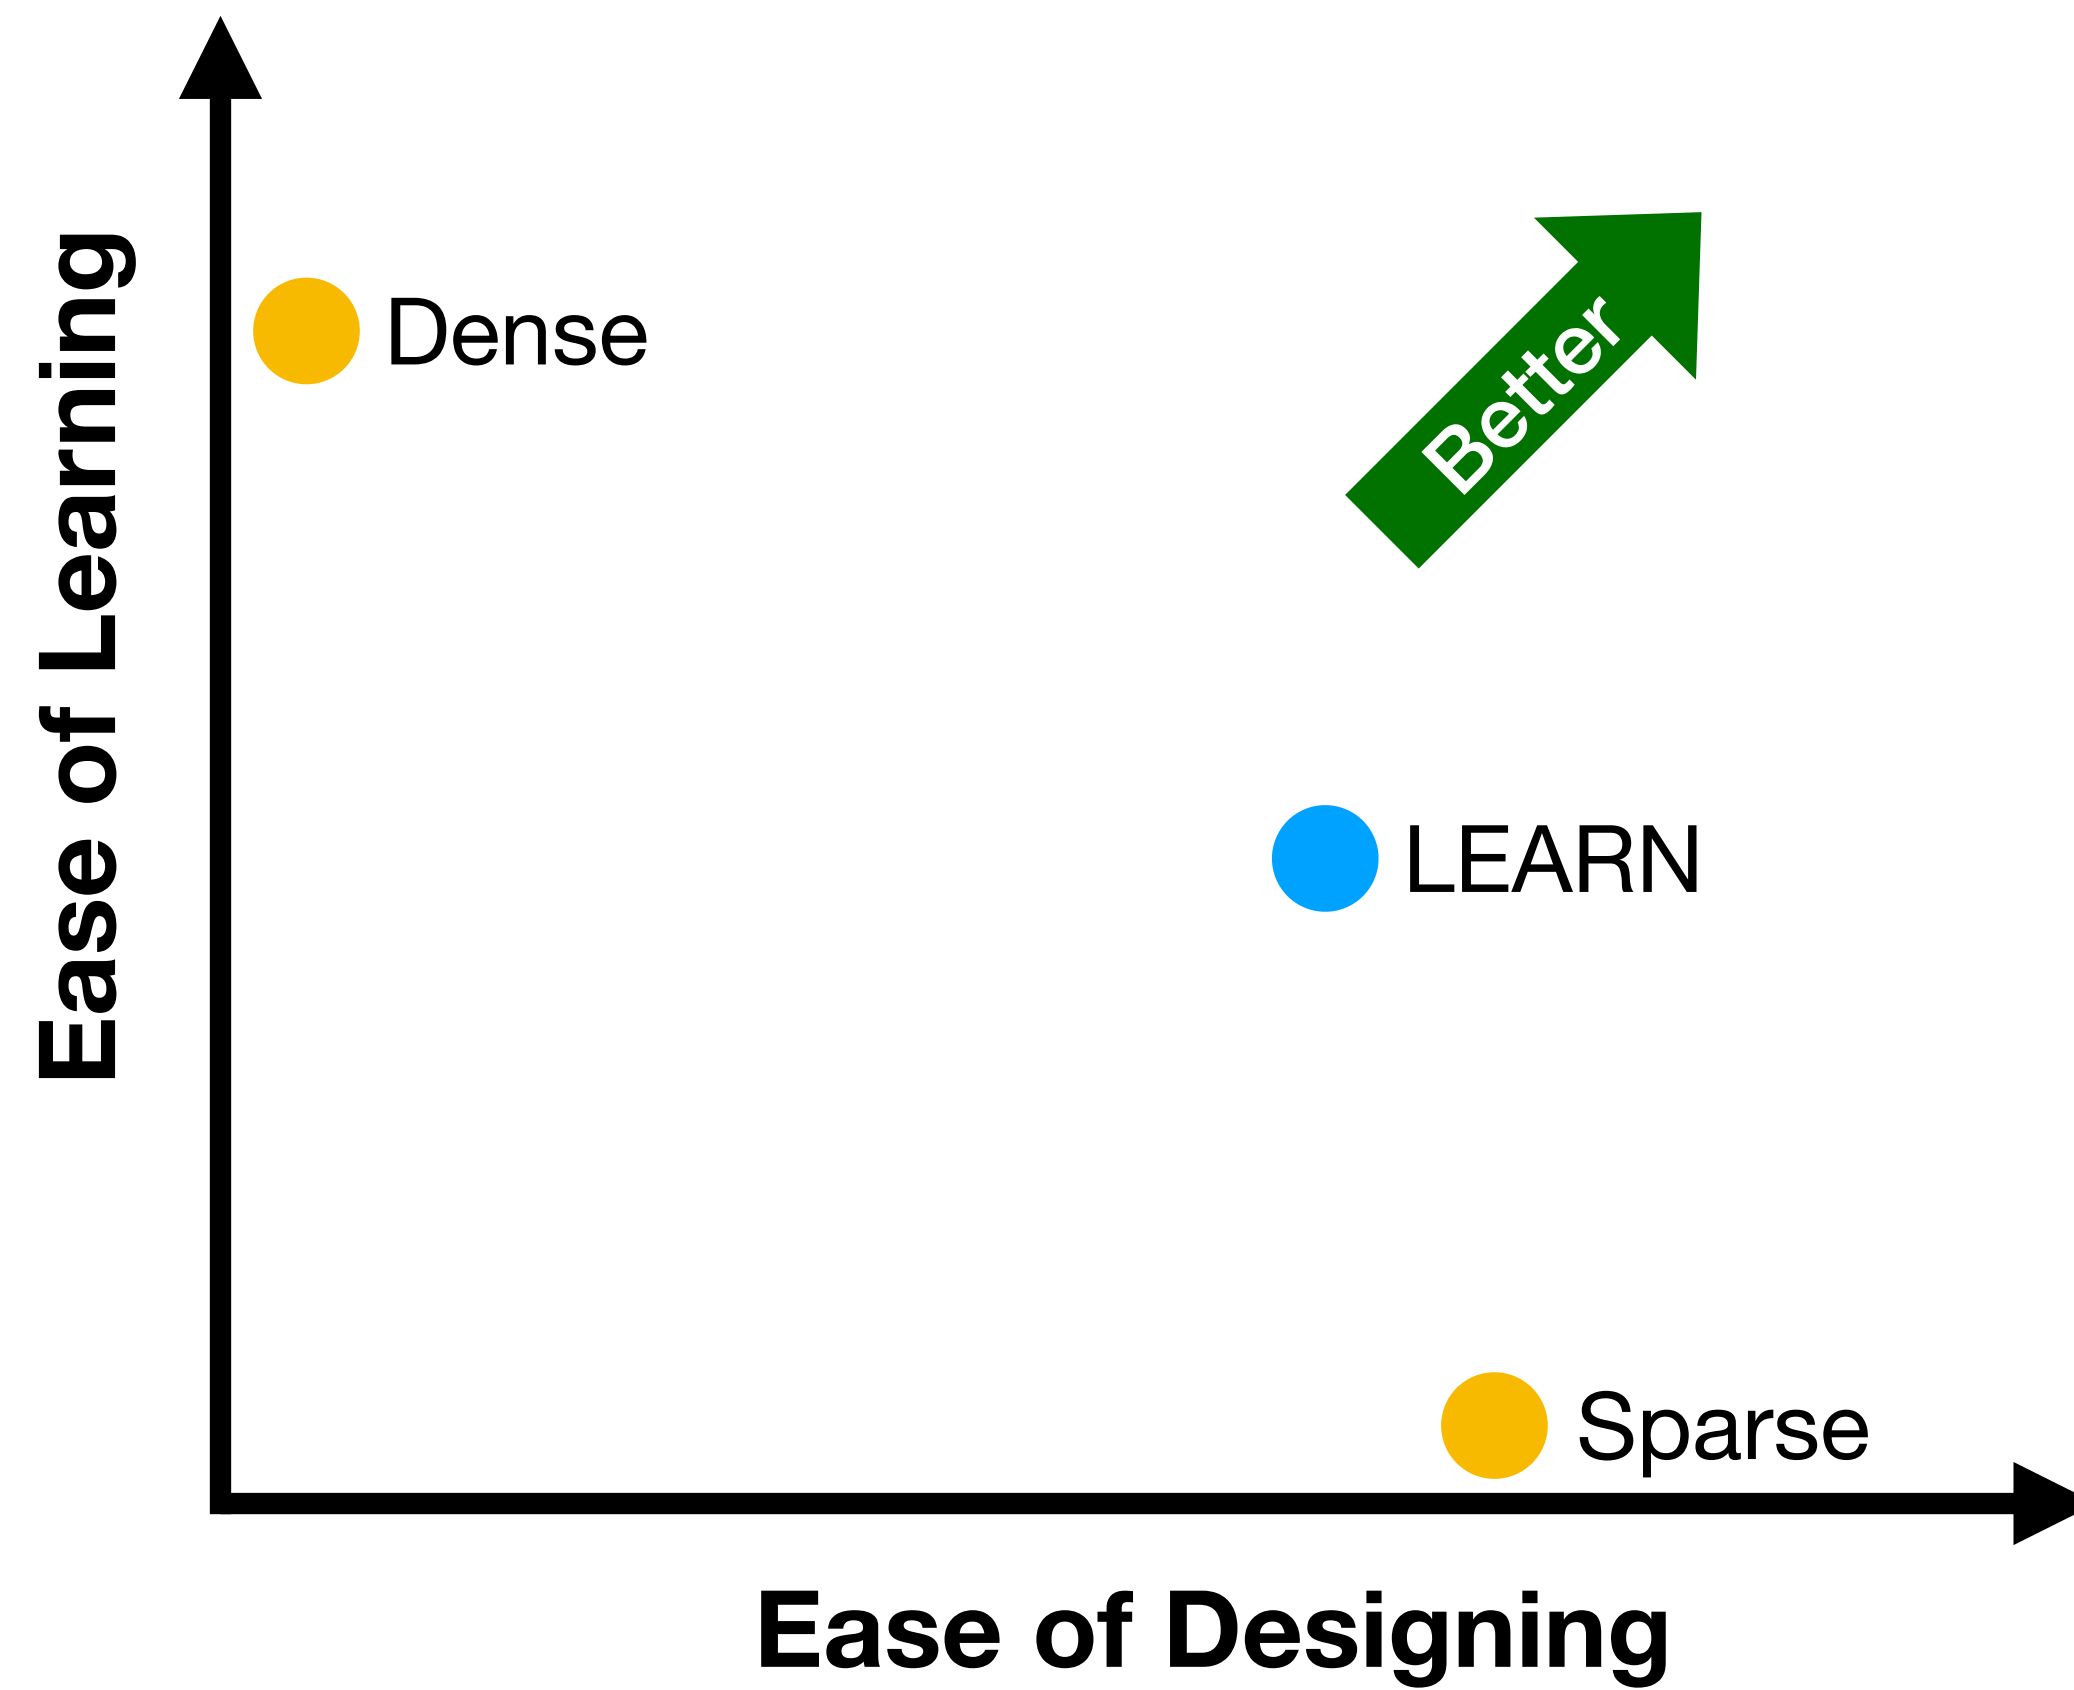 Ease of Learning
Dense
Better
LEARN
Sparse
Ease of Designing